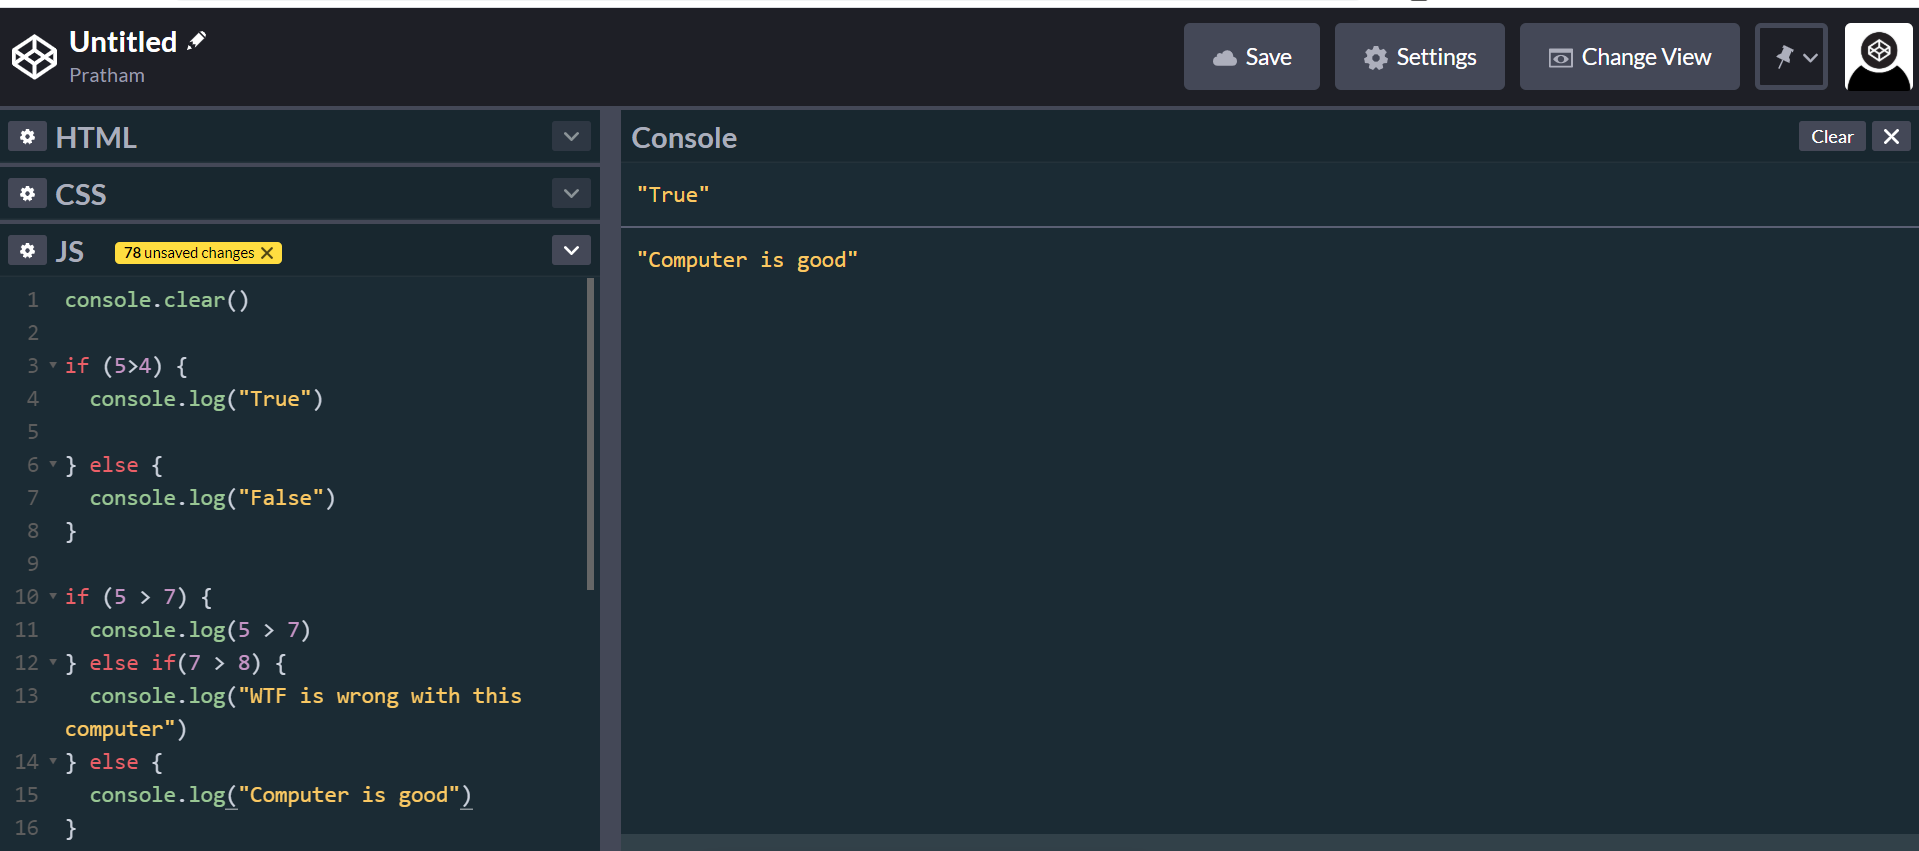 Untitled
Pratham
Save
Settings
Change View
HTML
CSS
JS
78 unsaved changes
1 console.clear()
2
3 if (5>4) {
4 console.log("True")
5
6 } else {
7 console.log("False")
8 }
9
10 if (5 > 7) {
11 console.log(5 > 7)
12 } else if(7 > 8) {
13 console.log("WTF is wrong with this
computer")
14 } else {
15 console.log("Computer is good")
16 }
Console
Clear
"True"
"Computer is good"